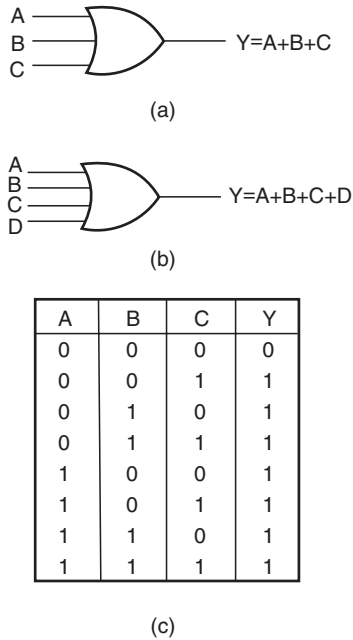 A
B
C
Y=A+B+C
(a)
A
B
C
D
Y=A+B+C+D
(b)
A B C Y
0 0 0 0
0 0 1 1
0 1 0 1
0 1 1 1
1 0 0 1
1 0 1 1
1 1 0 1
1 1 1 1
(c)